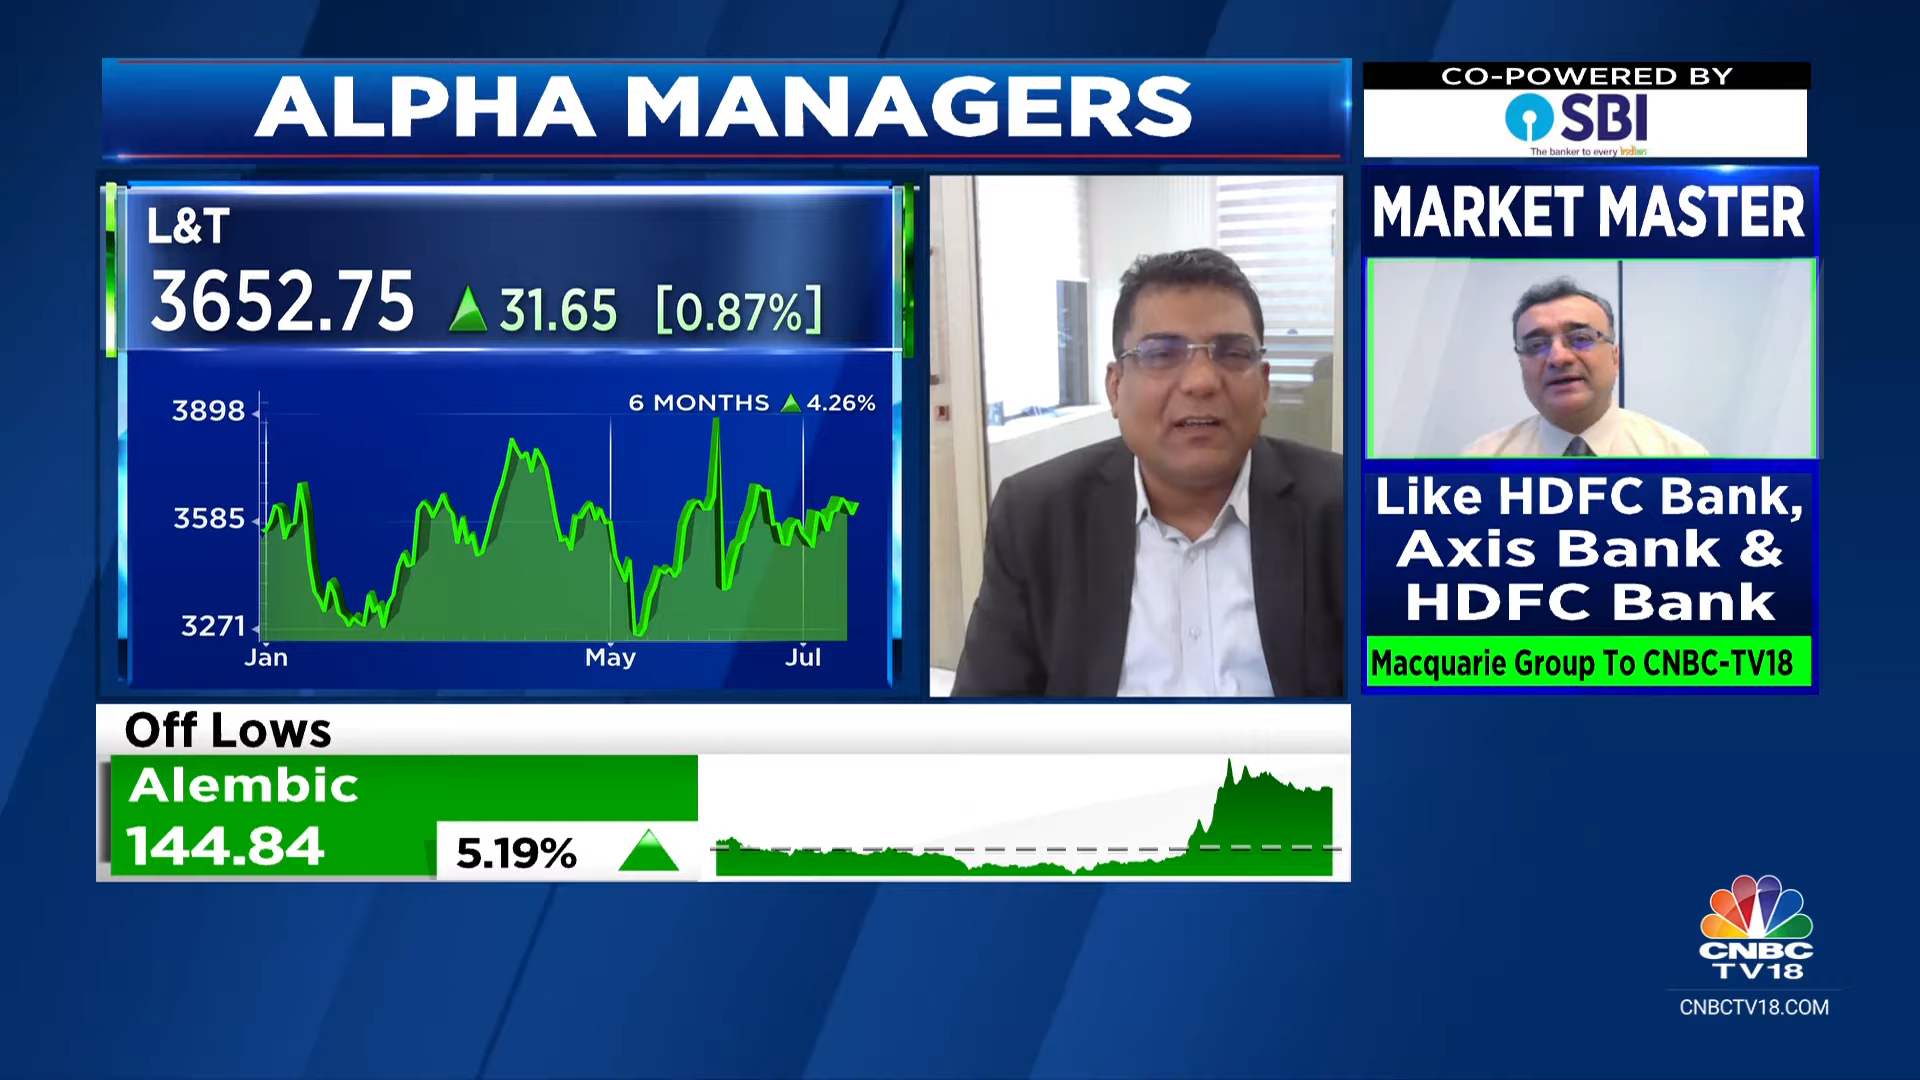 ALPHA MANAGERS
CO-POWERED BY
SBI
The banker to every indian
L&T
3652.75 31.65 [0.87%]
6 MONTHS 4.26%
3898
3585
3271
Jan May Jul
MARKET MASTER
Like HDFC Bank,
Axis Bank &
HDFC Bank
Macquarie Group To CNBC-TV18
Off Lows
Alembic
144.84
5.19%
CNBC
TV18
CNBCTV18.COM